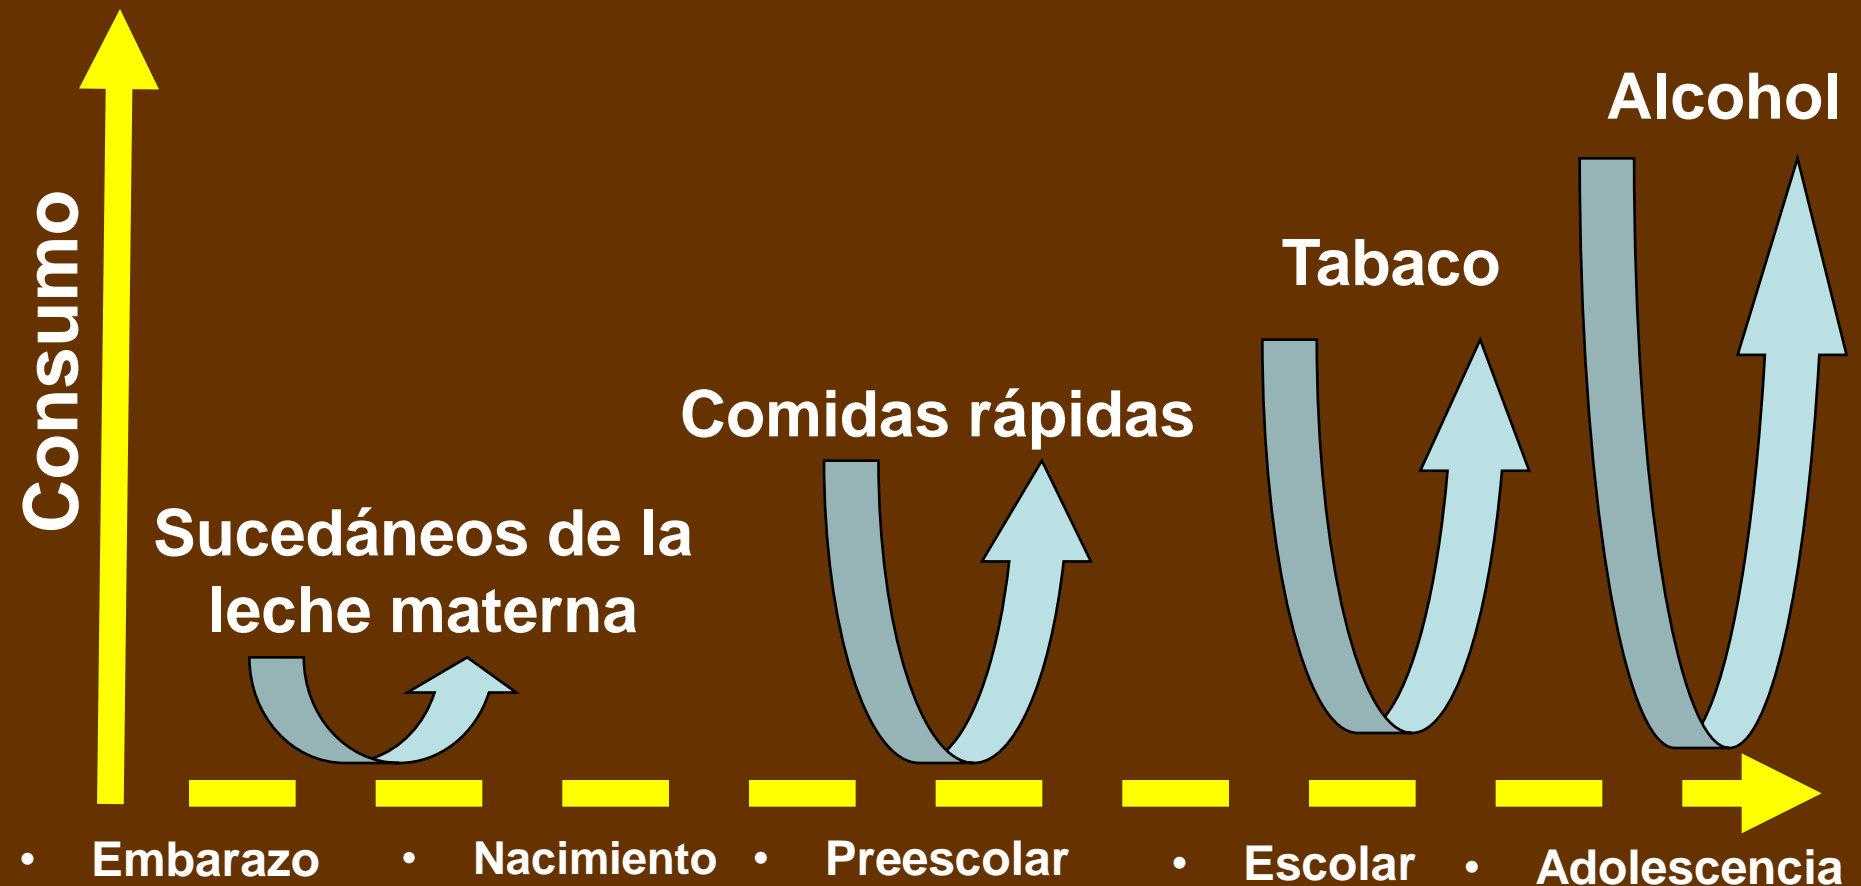 Consumo
Alcohol
Tabaco
Comidas rápidas
Sucedáneos de la
leche materna
• Embarazo • Nacimiento • Preescolar • Escolar • Adolescencia